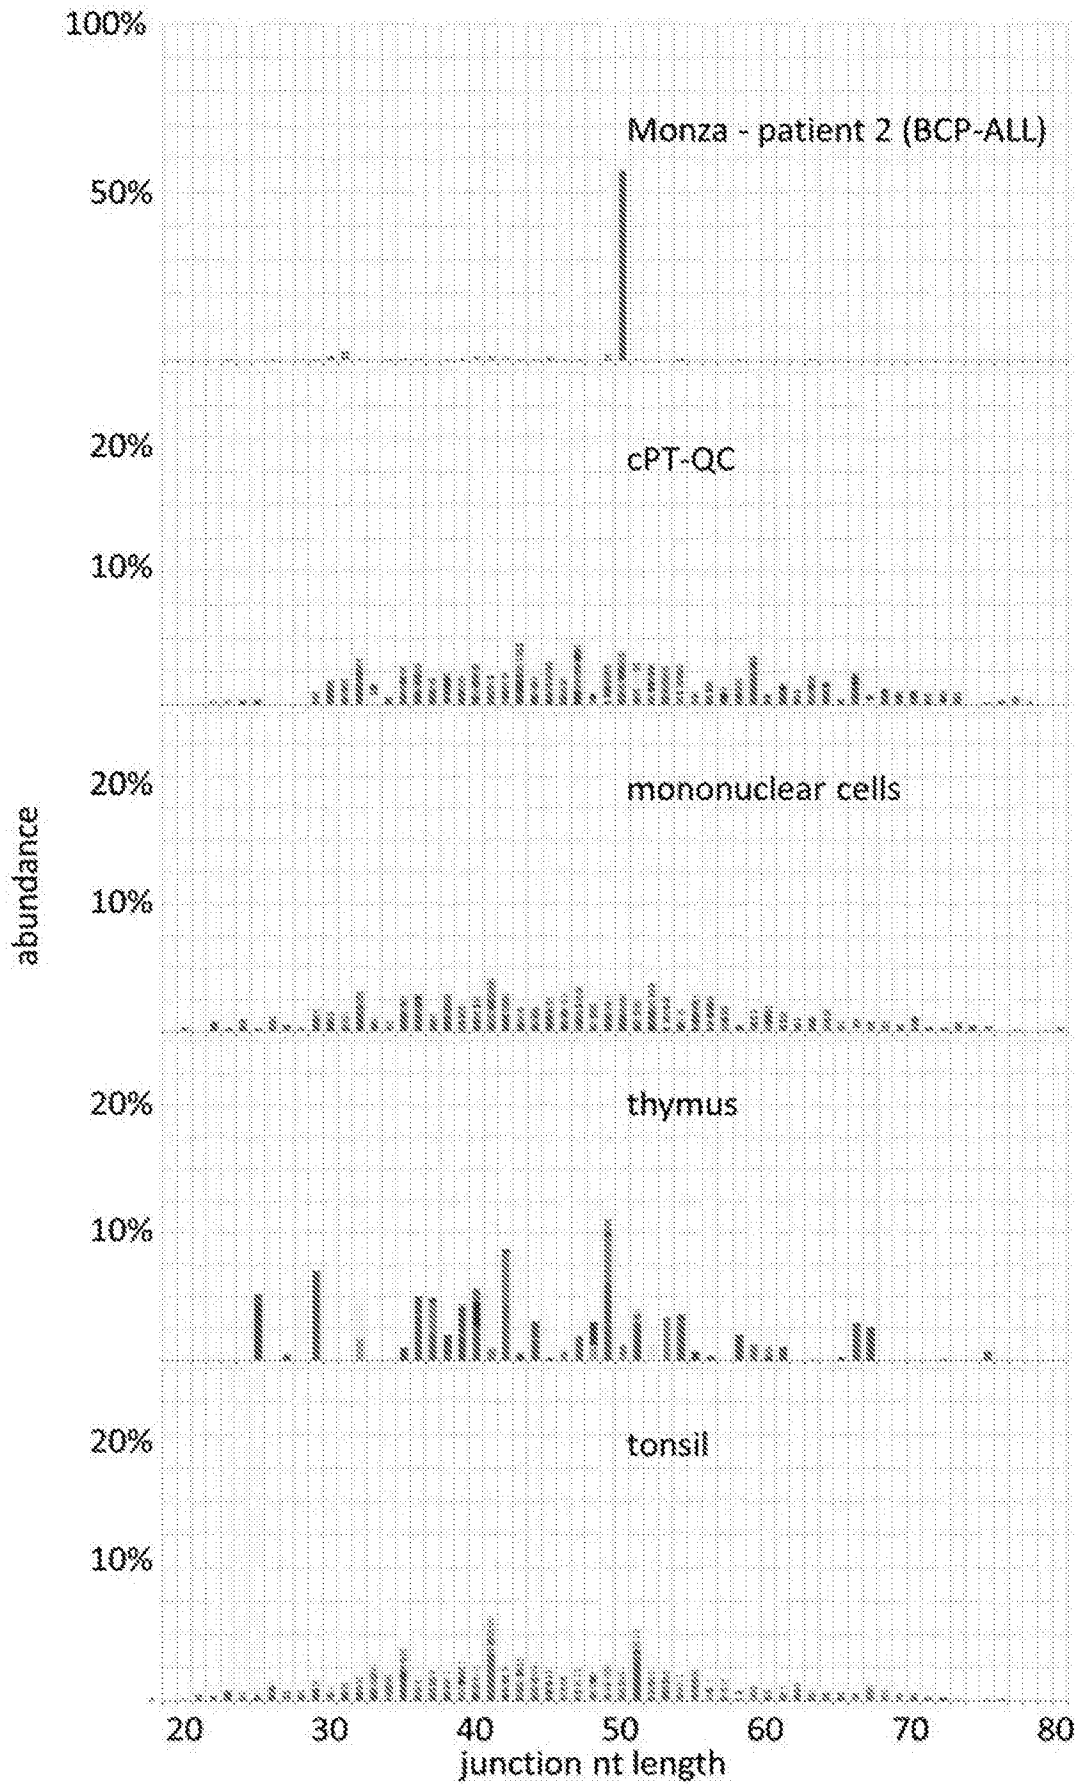 100%
Monza - patient 2 (BCP-ALL)
50%
20%
cPT-QC
10%
20%
mononuclear cells
10%
abundance
20%
thymus
10%
20%
tonsil
10%
20 30 40 50 60 70 80
junction nt length